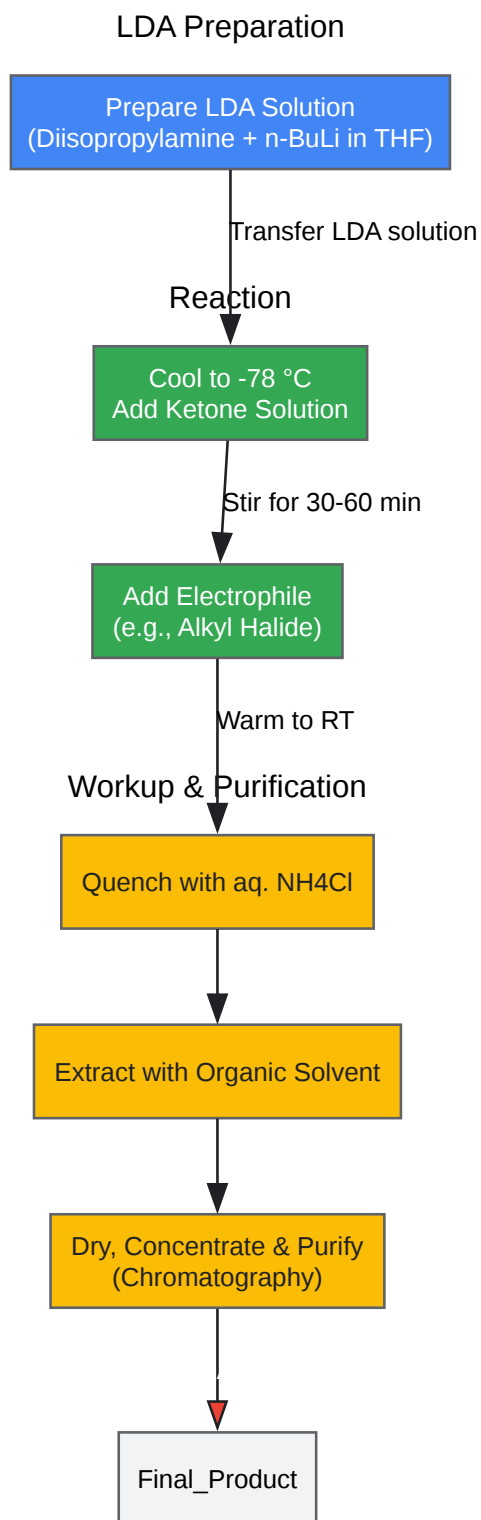 LDA Preparation
Prepare LDA Solution
(Diisopropylamine + n-BuLi in THF)
Transfer LDA solution
Reaction
Cool to -78 °C
Add Ketone Solution
Stir for 30-60 min
Add Electrophile
(e.g., Alkyl Halide)
Warm to RT
Workup & Purification
Quench with aq. NH4Cl
Extract with Organic Solvent
Dry, Concentrate & Purify
(Chromatography)
Final_Product